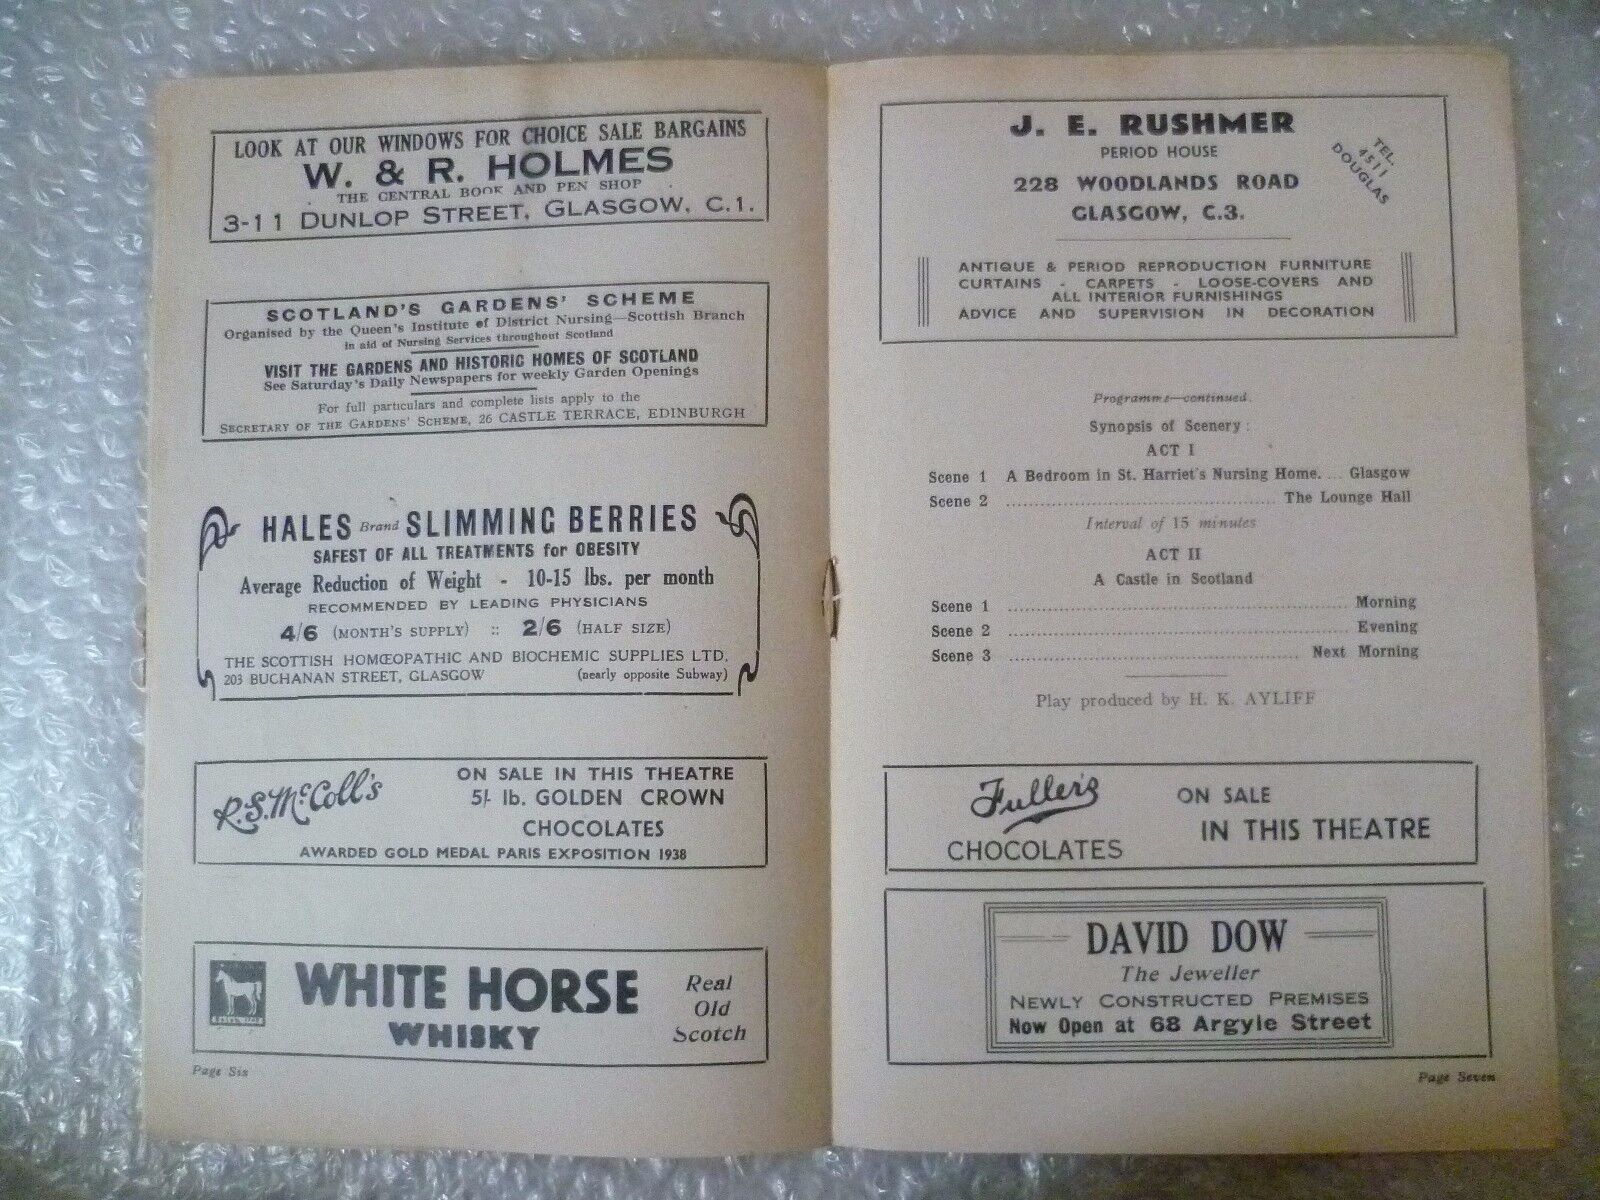 LOOK AT OUR WINDOWS FOR CHOICE SALE BARGAINS
W. & R. HOLMES
THE CENTRAL BOOK AND PEN SHOP
3-11 DUNLOP STREET, GLASGOW, C.1.
SCOTLAND'S GARDENS' SCHEME
Organised by the Queen's Institute of District Nursing—Scottish Branch
in aid of Nursing Services throughout Scotland
VISIT THE GARDENS AND HISTORIC HOMES OF SCOTLAND
See Saturday's Daily Newspapers for weekly Garden Openings
For full particulars and complete lists apply to the
SECRETARY OF THE GARDENS' SCHEME, 26 CASTLE TERRACE, EDINBURGH
HALES Brand SLIMMING BERRIES
SAFEST OF ALL TREATMENTS for OBESITY
Average Reduction of Weight - 10-15 lbs. per month
RECOMMENDED BY LEADING PHYSICIANS
4/6 (MONTH'S SUPPLY) :: 2/6 (HALF SIZE)
THE SCOTTISH HOMŒOPATHIC AND BIOCHEMIC SUPPLIES LTD,
203 BUCHANAN STREET, GLASGOW (nearly opposite Subway)
R.S. McColl's
ON SALE IN THIS THEATRE
5/- lb. GOLDEN CROWN
CHOCOLATES
AWARDED GOLD MEDAL PARIS EXPOSITION 1938
WHITE HORSE
WHISKY
Real
Old
Scotch
Page Six
J. E. RUSHMER
PERIOD HOUSE
228 WOODLANDS ROAD
GLASGOW, C.3.
TEL.
4511
DOUGLAS
ANTIQUE & PERIOD REPRODUCTION FURNITURE
CURTAINS - CARPETS - LOOSE-COVERS AND
ALL INTERIOR FURNISHINGS
ADVICE AND SUPERVISION IN DECORATION
Programme—continued.
Synopsis of Scenery:
ACT I
Scene 1 A Bedroom in St. Harriet's Nursing Home. ... Glasgow
Scene 2 ........................................ The Lounge Hall
Interval of 15 minutes
ACT II
A Castle in Scotland
Scene 1 ........................................ Morning
Scene 2 ........................................ Evening
Scene 3 ........................................ Next Morning
Play produced by H. K. AYLIFF
Fuller's
CHOCOLATES
ON SALE
IN THIS THEATRE
DAVID DOW
The Jeweller
NEWLY CONSTRUCTED PREMISES
Now Open at 68 Argyle Street
Page Seven